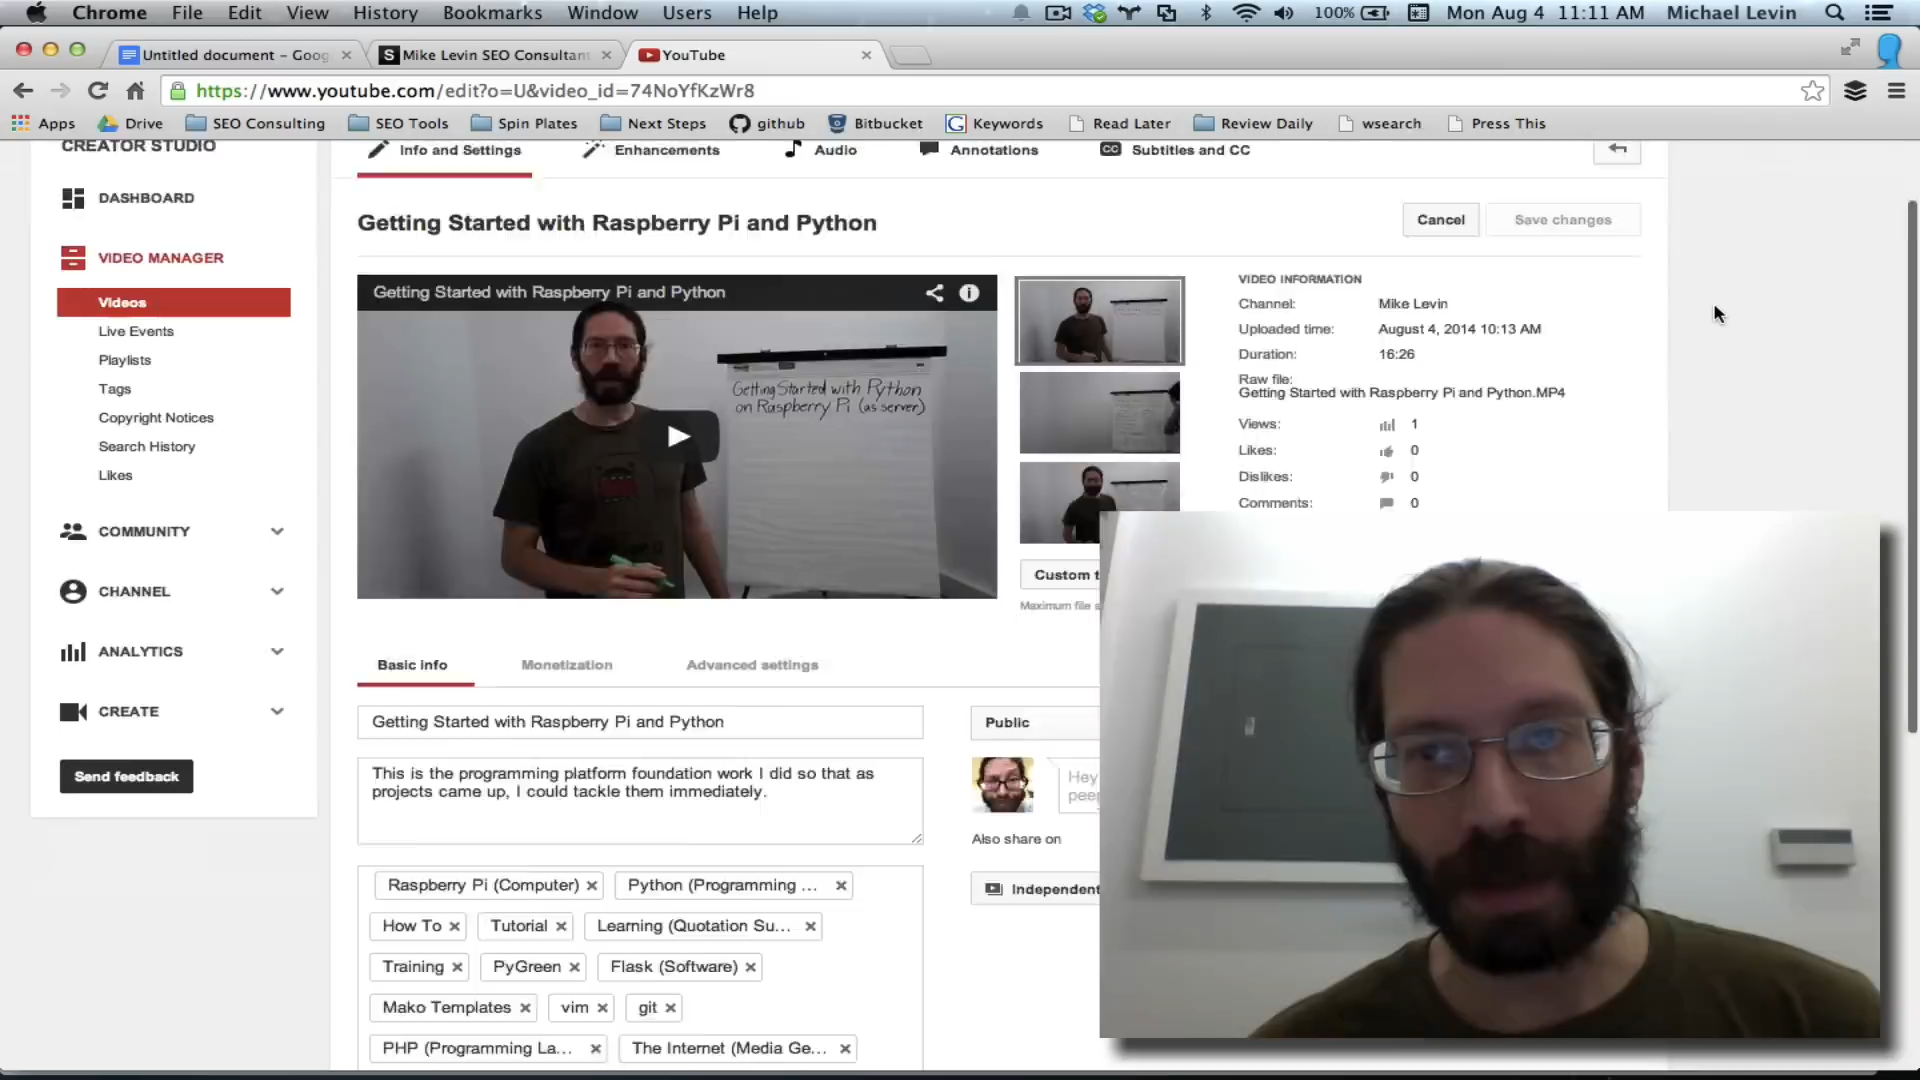 Chrome File Edit View History Bookmarks Window Users Help 100% Mon Aug 4 11:11 AM Michael Levin
Untitled document - Goog Mike Levin SEO Consultant YouTube
https://www.youtube.com/edit?o=U&video_id=74NoYfKzWr8
Apps Drive SEO Consulting SEO Tools Spin Plates Next Steps github Bitbucket Keywords Read Later Review Daily wsearch Press This
CREATOR STUDIO
DASHBOARD
VIDEO MANAGER
Videos
Live Events
Playlists
Tags
Copyright Notices
Search History
Likes
COMMUNITY
CHANNEL
ANALYTICS
CREATE
Send feedback
Info and Settings Enhancements Audio Annotations CC Subtitles and CC
Getting Started with Raspberry Pi and Python
Cancel Save changes
Getting Started with Raspberry Pi and Python
Getting Started with Python
on Raspberry Pi (as server)
Custom t
Maximum file s
VIDEO INFORMATION
Channel: Mike Levin
Uploaded time: August 4, 2014 10:13 AM
Duration: 16:26
Raw file:
Getting Started with Raspberry Pi and Python.MP4
Views: 1
Likes: 0
Dislikes: 0
Comments: 0
Basic info Monetization Advanced settings
Getting Started with Raspberry Pi and Python
This is the programming platform foundation work I did so that as
projects came up, I could tackle them immediately.
Raspberry Pi (Computer) Python (Programming ...
How To Tutorial Learning (Quotation Su...
Training PyGreen Flask (Software)
Mako Templates vim git
PHP (Programming La... The Internet (Media Ge...
Public
Hey
peep
Also share on
Independent